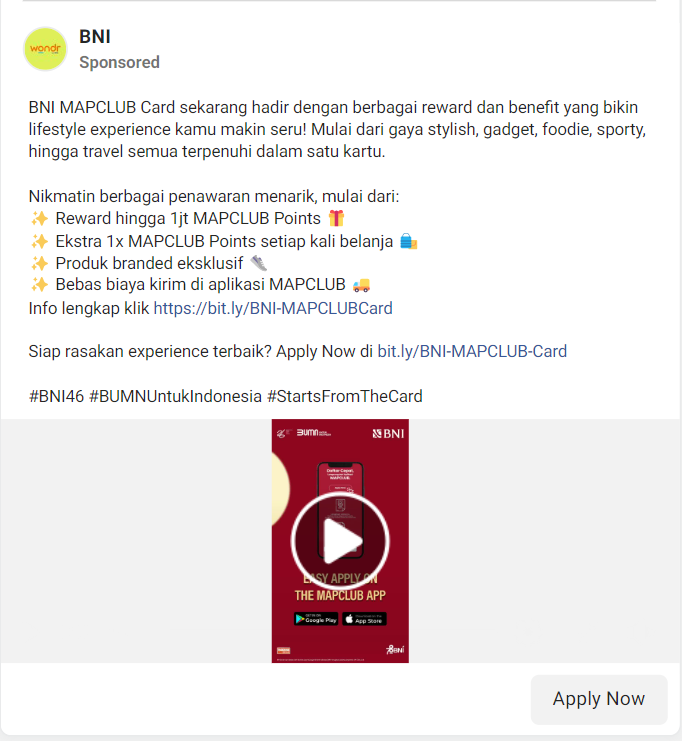 wondr
BNI
Sponsored
BNI MAPCLUB Card sekarang hadir dengan berbagai reward dan benefit yang bikin
lifestyle experience kamu makin seru! Mulai dari gaya stylish, gadget, foodie, sporty,
hingga travel semua terpenuhi dalam satu kartu.
Nikmatin berbagai penawaran menarik, mulai dari:
✨ Reward hingga 1jt MAPCLUB Points 🎁
✨ Ekstra 1x MAPCLUB Points setiap kali belanja 🛍️
✨ Produk branded eksklusif 👟
✨ Bebas biaya kirim di aplikasi MAPCLUB 🚚
Info lengkap klik https://bit.ly/BNI-MAPCLUBCard
Siap rasakan experience terbaik? Apply Now di bit.ly/BNI-MAPCLUB-Card
#BNI46 #BUMNUntukIndonesia #StartsFromTheCard
BUMN
BNI
MAPCLUB
EASY APPLY ON
THE MAPCLUB APP
Google Play
App Store
BNI
Apply Now